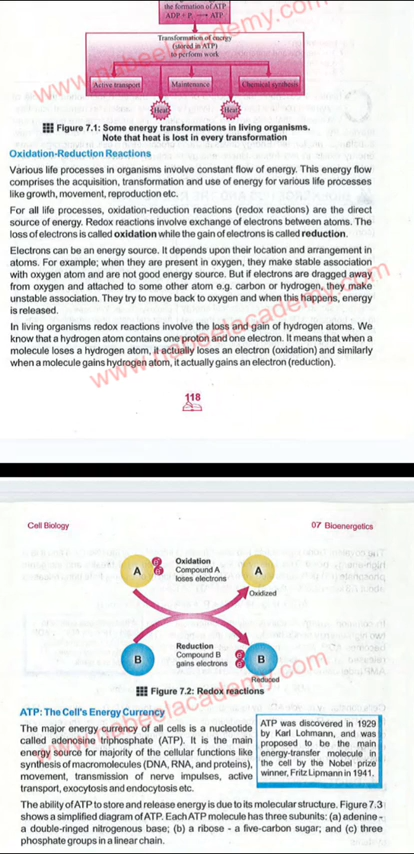 the formation of ATP
ADP + Pi → ATP
Transformation of energy
(stored in ATP)
to perform work
Active transport
Maintenance
Chemical synthesis
Heat
Heat
www.nabeelacademy.com
Figure 7.1: Some energy transformations in living organisms.
Note that heat is lost in every transformation
Oxidation-Reduction Reactions
Various life processes in organisms involve constant flow of energy. This energy flow
comprises the acquisition, transformation and use of energy for various life processes
like growth, movement, reproduction etc.
For all life processes, oxidation-reduction reactions (redox reactions) are the direct
source of energy. Redox reactions involve exchange of electrons between atoms. The
loss of electrons is called oxidation while the gain of electrons is called reduction.
Electrons can be an energy source. It depends upon their location and arrangement in
atoms. For example; when they are present in oxygen, they make stable association
with oxygen atom and are not good energy source. But if electrons are dragged away
from oxygen and attached to some other atom e.g. carbon or hydrogen, they make
unstable association. They try to move back to oxygen and when this happens, energy
is released.
In living organisms redox reactions involve the loss and gain of hydrogen atoms. We
know that a hydrogen atom contains one proton and one electron. It means that when a
molecule loses a hydrogen atom, it actually loses an electron (oxidation) and similarly
when a molecule gains hydrogen atom, it actually gains an electron (reduction).
www.nabeelacademy.com
118
Cell Biology
07 Bioenergetics
A
Oxidation
Compound A
loses electrons
A
Oxidized
B
Reduction
Compound B
gains electrons
B
Reduced
Figure 7.2: Redox reactions
www.nabeelacademy.com
ATP: The Cell's Energy Currency
The major energy currency of all cells is a nucleotide
called adenosine triphosphate (ATP). It is the main
energy source for majority of the cellular functions like
synthesis of macromolecules (DNA, RNA, and proteins),
movement, transmission of nerve impulses, active
transport, exocytosis and endocytosis etc.
ATP was discovered in 1929
by Karl Lohmann, and was
proposed to be the main
energy-transfer molecule in
the cell by the Nobel prize
winner, Fritz Lipmann in 1941.
The ability of ATP to store and release energy is due to its molecular structure. Figure 7.3
shows a simplified diagram of ATP. Each ATP molecule has three subunits: (a) adenine -
a double-ringed nitrogenous base; (b) a ribose - a five-carbon sugar; and (c) three
phosphate groups in a linear chain.